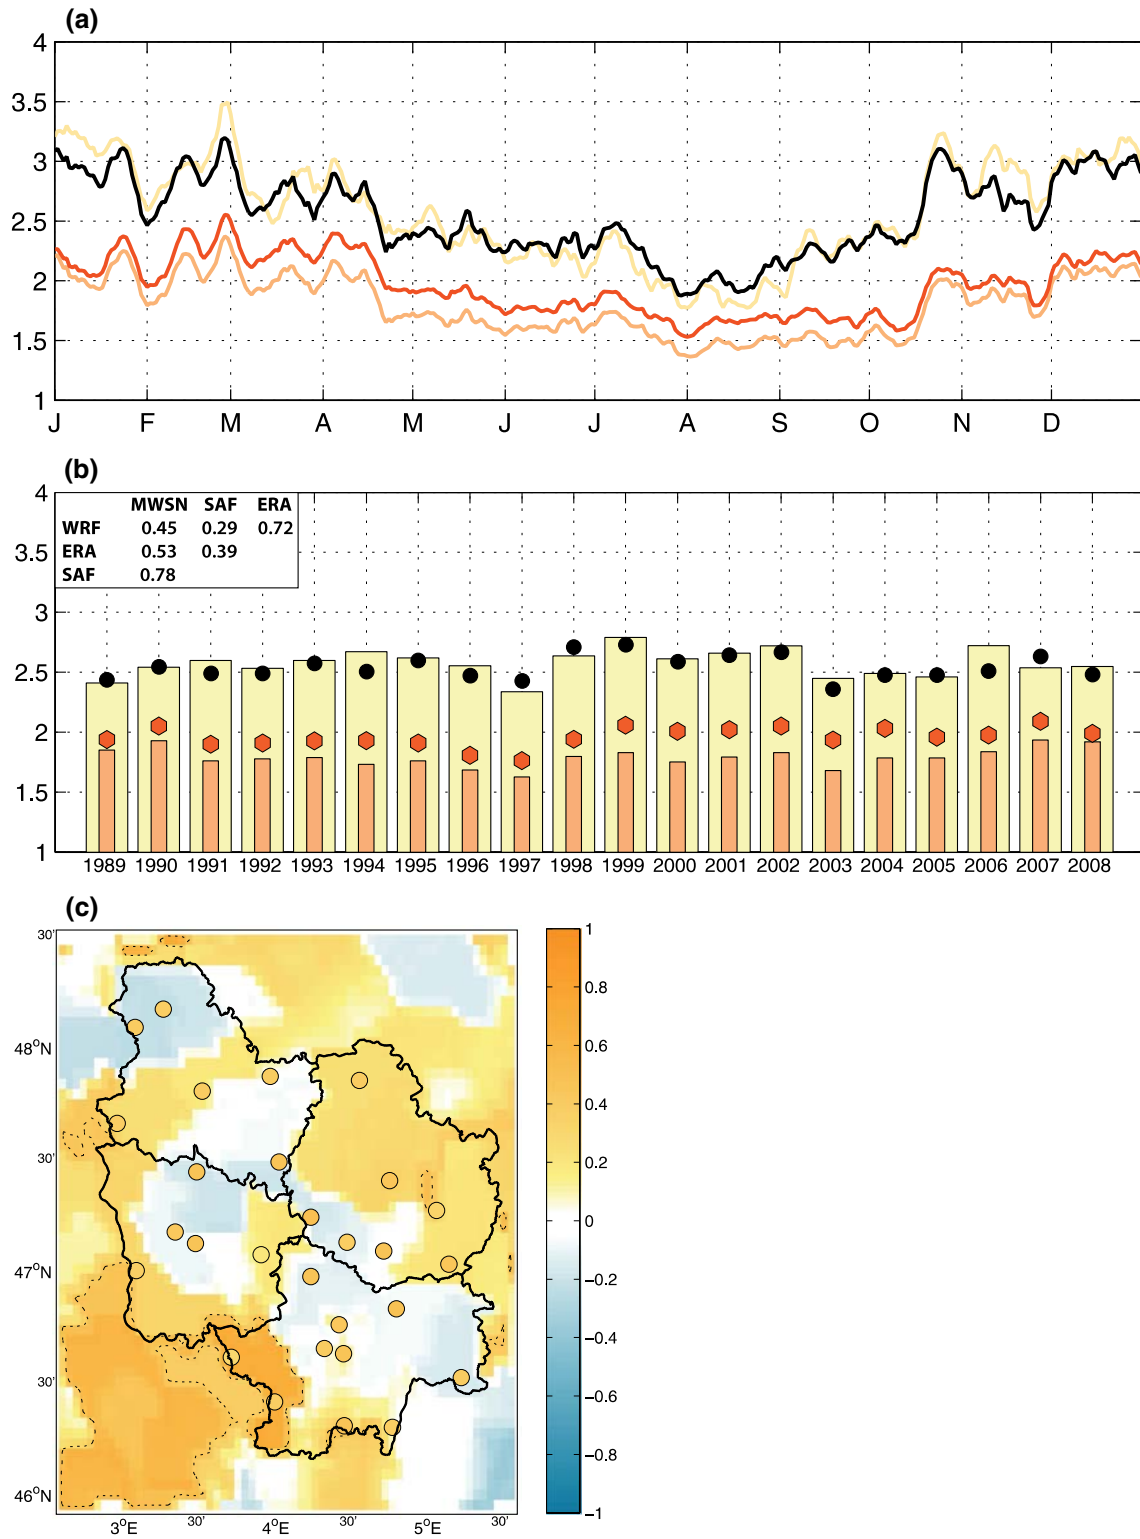 (a)
4
3.5
3
2.5
2
1.5
1
J F M A M J J A S O N D
(b)
4
3.5
3
2.5
2
1.5
1
MWSN SAF ERA
WRF 0.45 0.29 0.72
ERA 0.53 0.39
SAF 0.78
1989 1990 1991 1992 1993 1994 1995 1996 1997 1998 1999 2000 2001 2002 2003 2004 2005 2006 2007 2008
(c)
30'
48°N
30'
47°N
30'
46°N
3°E 30' 4°E 30' 5°E 30'
1
0.8
0.6
0.4
0.2
0
−0.2
−0.4
−0.6
−0.8
−1